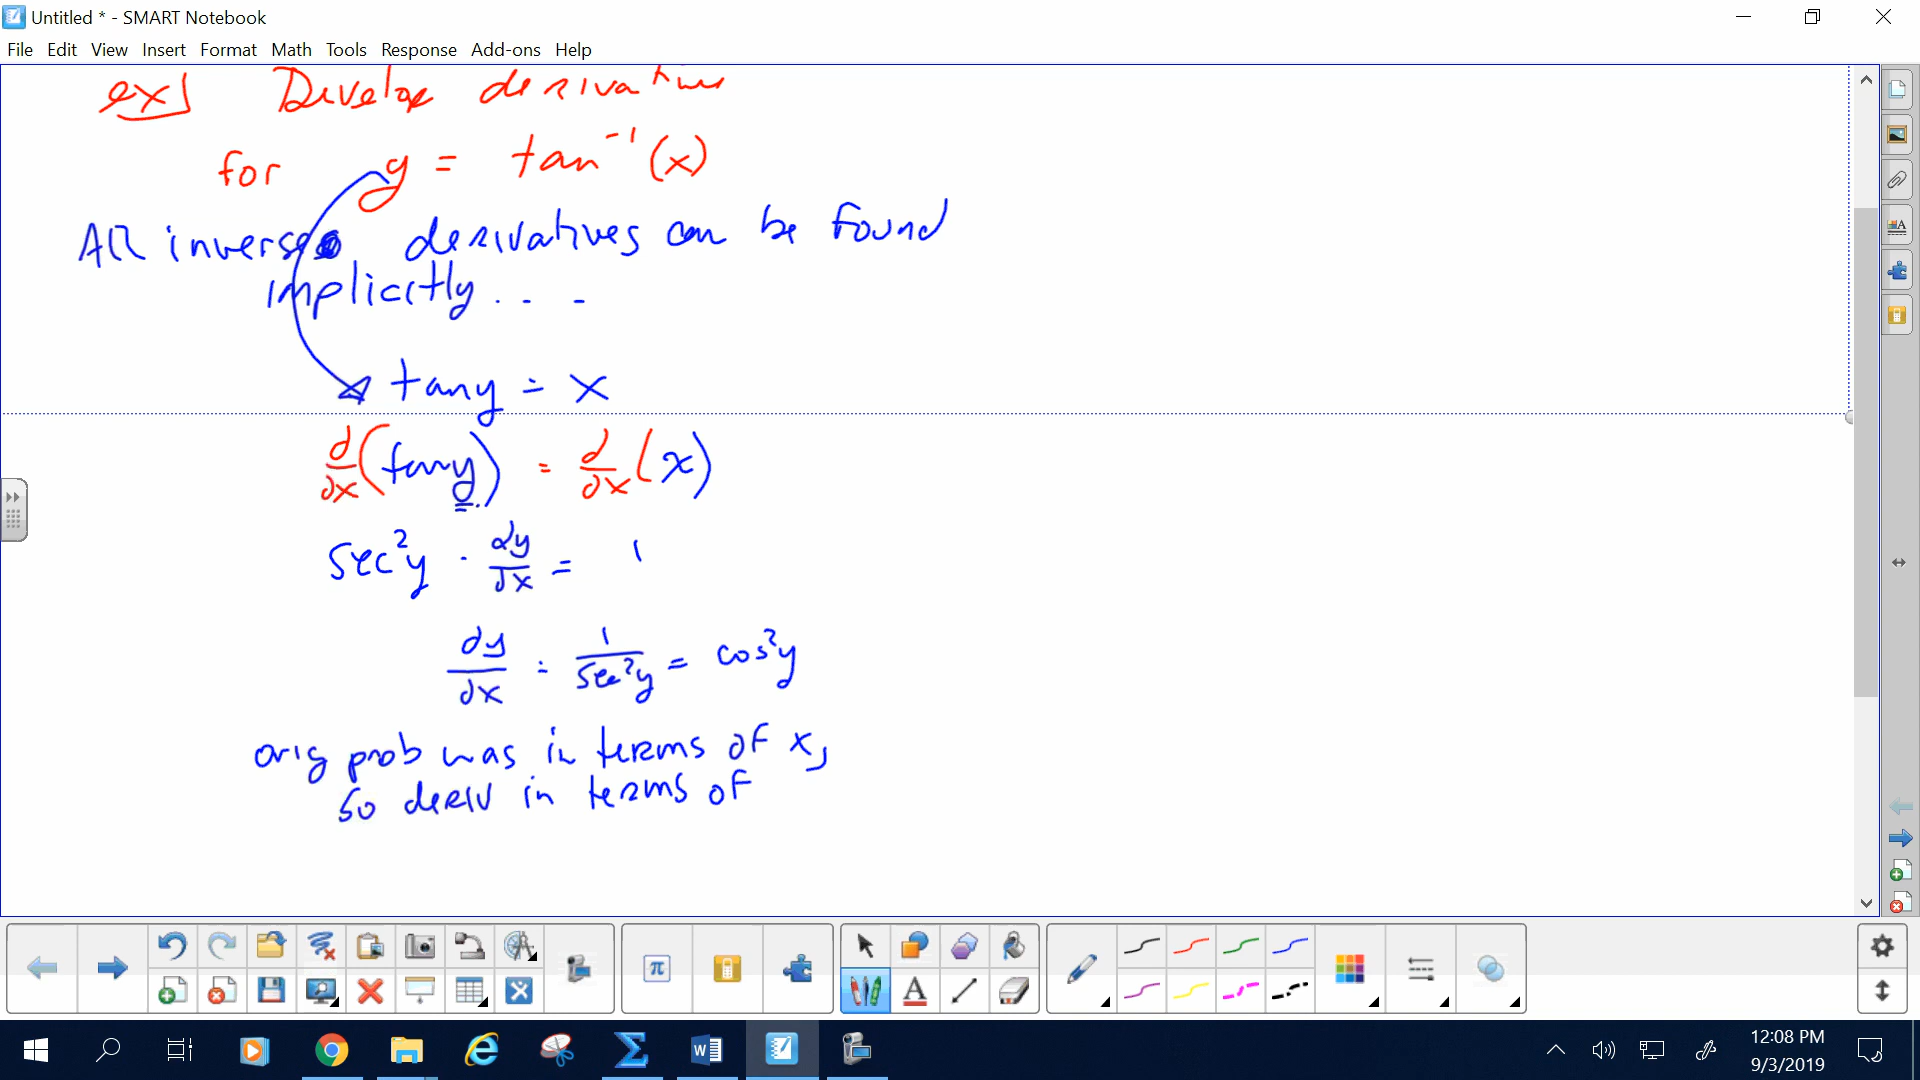 Untitled * - SMART Notebook
File Edit View Insert Format Math Tools Response Add-ons Help
ex] Develop derivative
for y = tan⁻¹(x)
All inverse derivatives can be found
implicitly . . .
tan y = x
d/dx (tan y) = d/dx (x)
sec²y · dy/dx = 1
dy/dx = 1/sec²y = cos²y
orig prob was in terms of x,
so deriv in terms of
π
A
12:08 PM
9/3/2019